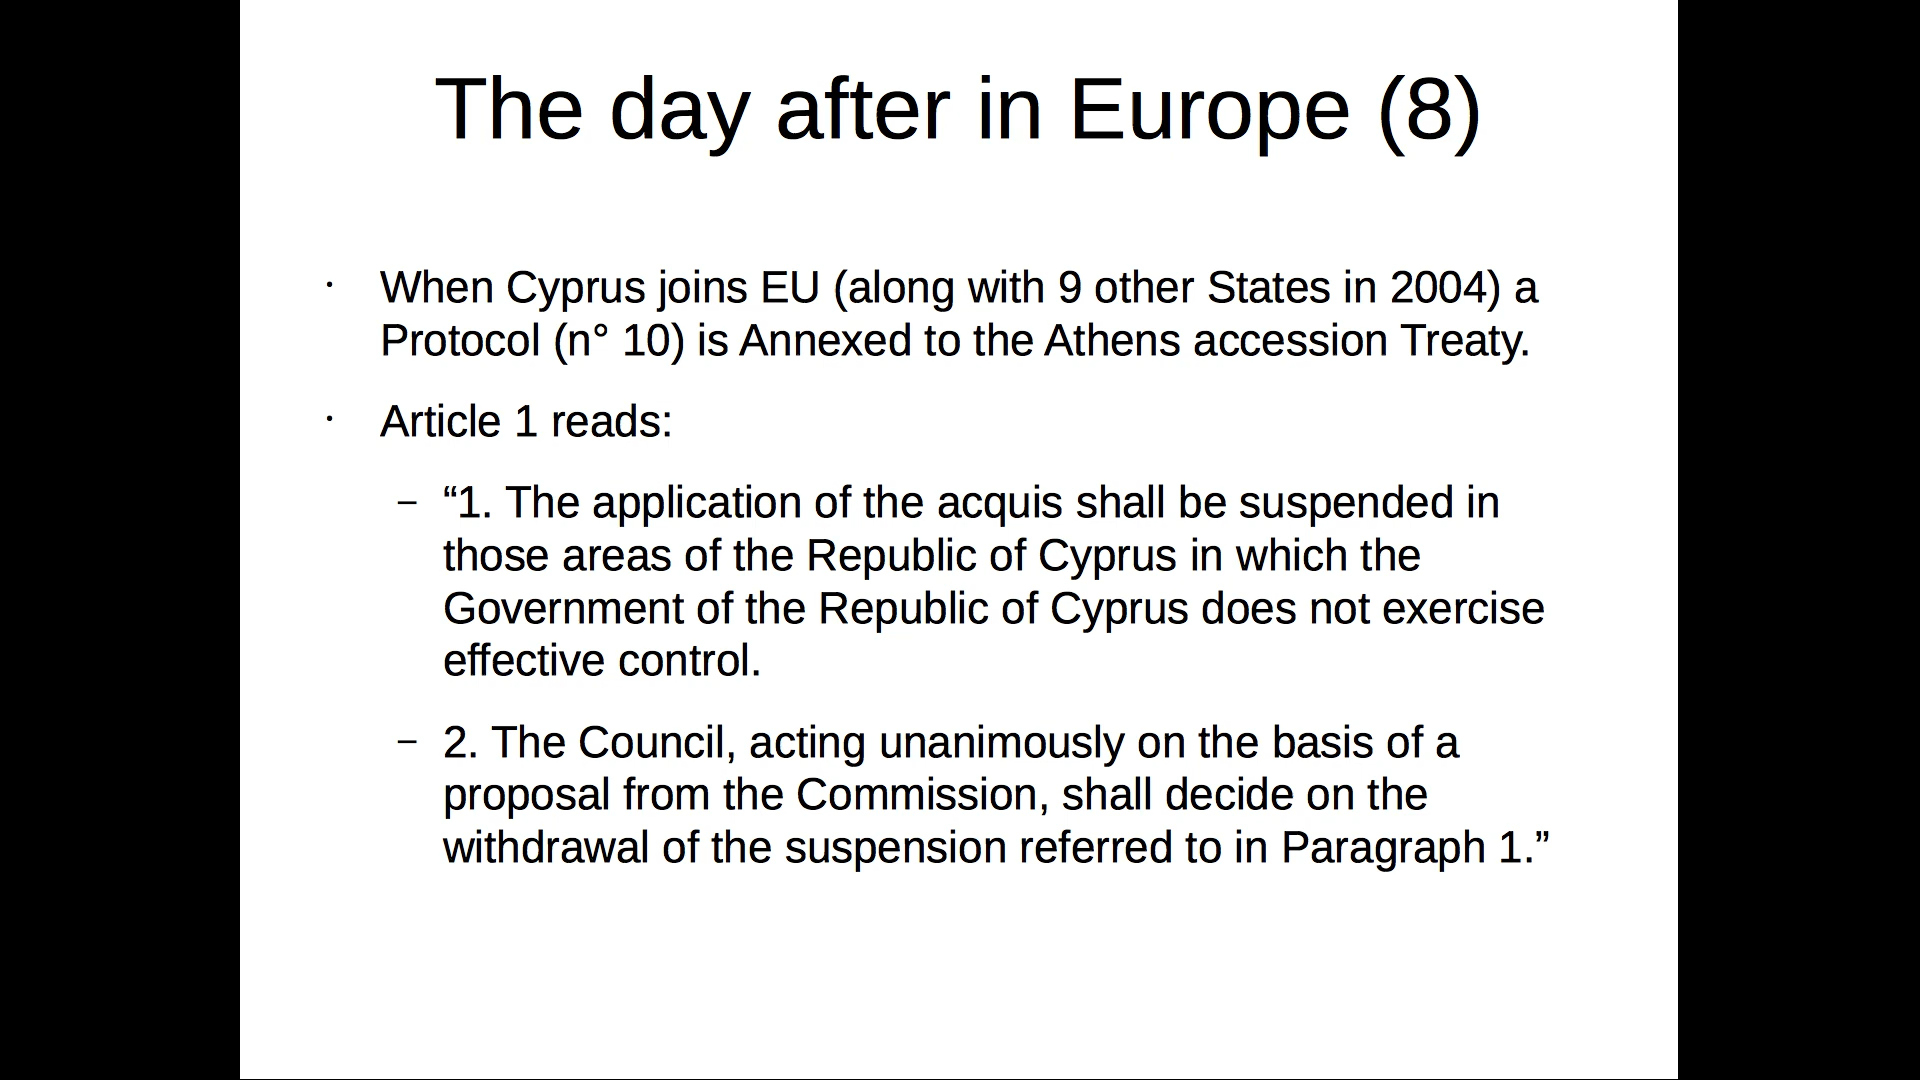 The day after in Europe (8)
· When Cyprus joins EU (along with 9 other States in 2004) a
Protocol (n° 10) is Annexed to the Athens accession Treaty.
· Article 1 reads:
– “1. The application of the acquis shall be suspended in
those areas of the Republic of Cyprus in which the
Government of the Republic of Cyprus does not exercise
effective control.
– 2. The Council, acting unanimously on the basis of a
proposal from the Commission, shall decide on the
withdrawal of the suspension referred to in Paragraph 1.”